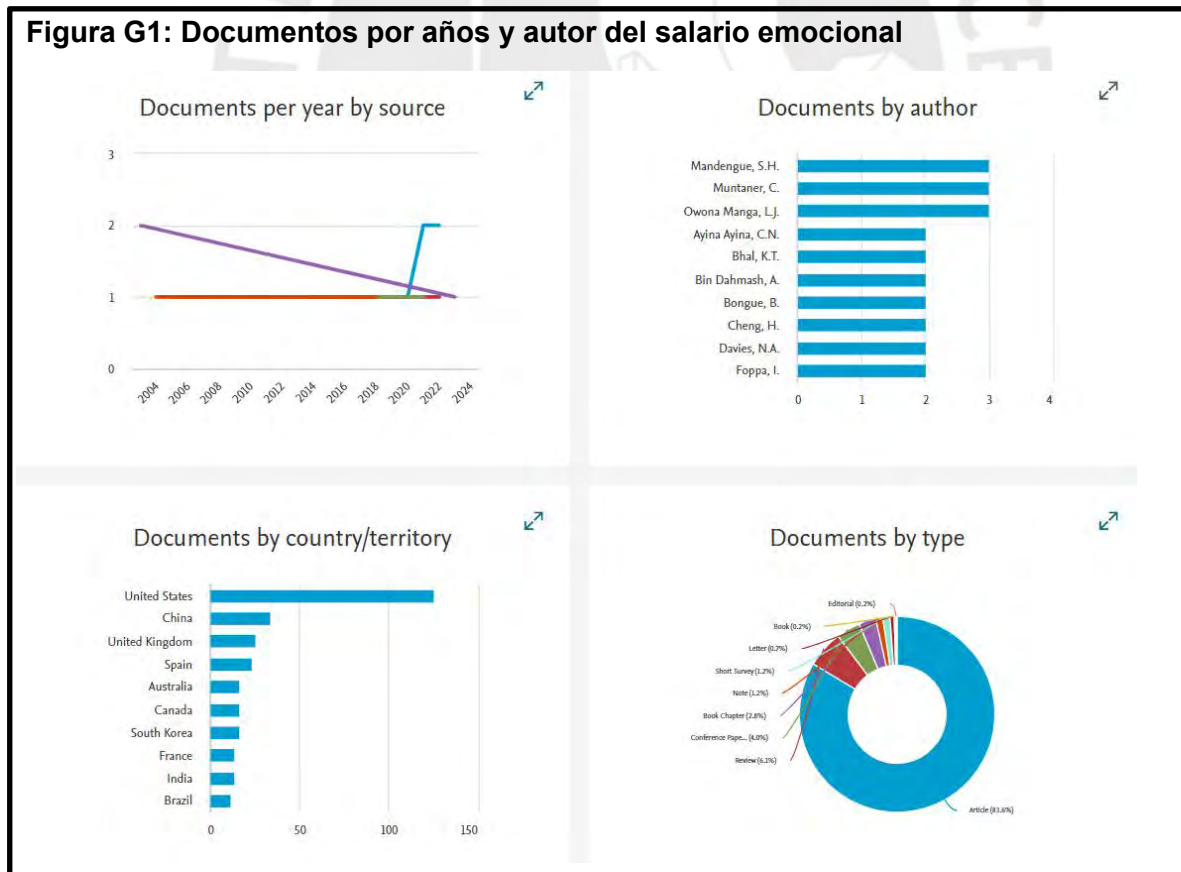 Figura G1: Documentos por años y autor del salario emocional
Documents per year by source
3
2
1
0
2004 2006 2008 2010 2012 2014 2016 2018 2020 2022 2024
Documents by author
Mandengue, S.H.
Muntaner, C.
Owona Manga, L.J.
Ayina Ayina, C.N.
Bhal, K.T.
Bin Dahmash, A.
Bongue, B.
Cheng, H.
Davies, N.A.
Foppa, I.
0 1 2 3 4
Documents by country/territory
United States
China
United Kingdom
Spain
Australia
Canada
South Korea
France
India
Brazil
0 50 100 150
Documents by type
Editorial (0.2%)
Book (0.2%)
Letter (0.7%)
Short Survey (1.2%)
Note (1.2%)
Book Chapter (2.8%)
Conference Pape... (4.0%)
Review (6.1%)
Article (83.6%)